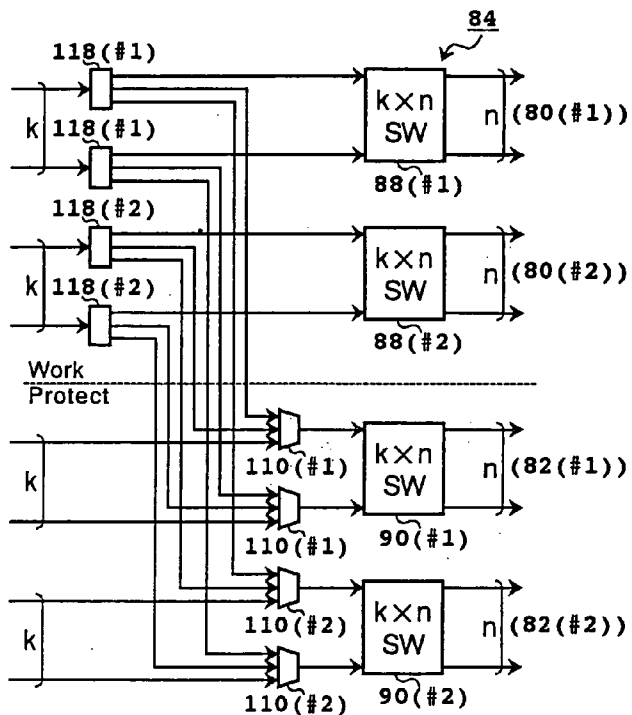 84
118(#1)
k
k×n
SW
n
(80(#1))
118(#1)
88(#1)
118(#2)
k
k×n
SW
n
(80(#2))
118(#2)
88(#2)
Work
Protect
k
k×n
SW
n
(82(#1))
110(#1)
110(#1)
90(#1)
k
k×n
SW
n
(82(#2))
110(#2)
110(#2)
90(#2)